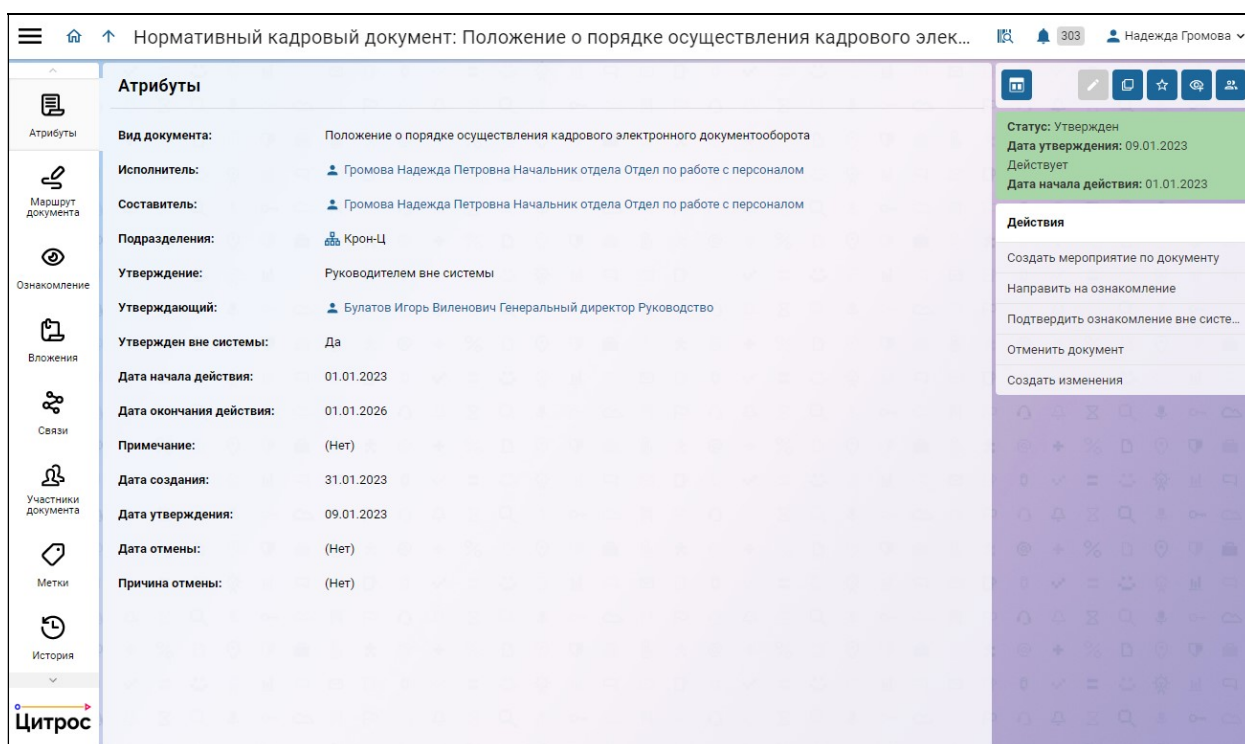 Нормативный кадровый документ: Положение о порядке осуществления кадрового элек...
303
Надежда Громова
Атрибуты
Маршрут
документа
Ознакомление
Вложения
Связи
Участники
документа
Метки
История
Цитрос
Атрибуты
Вид документа: Положение о порядке осуществления кадрового электронного документооборота
Исполнитель: Громова Надежда Петровна Начальник отдела Отдел по работе с персоналом
Составитель: Громова Надежда Петровна Начальник отдела Отдел по работе с персоналом
Подразделения: Крон-Ц
Утверждение: Руководителем вне системы
Утверждающий: Булатов Игорь Виленович Генеральный директор Руководство
Утвержден вне системы: Да
Дата начала действия: 01.01.2023
Дата окончания действия: 01.01.2026
Примечание: (Нет)
Дата создания: 31.01.2023
Дата утверждения: 09.01.2023
Дата отмены: (Нет)
Причина отмены: (Нет)
Статус: Утвержден
Дата утверждения: 09.01.2023
Действует
Дата начала действия: 01.01.2023
Действия
Создать мероприятие по документу
Направить на ознакомление
Подтвердить ознакомление вне систе...
Отменить документ
Создать изменения